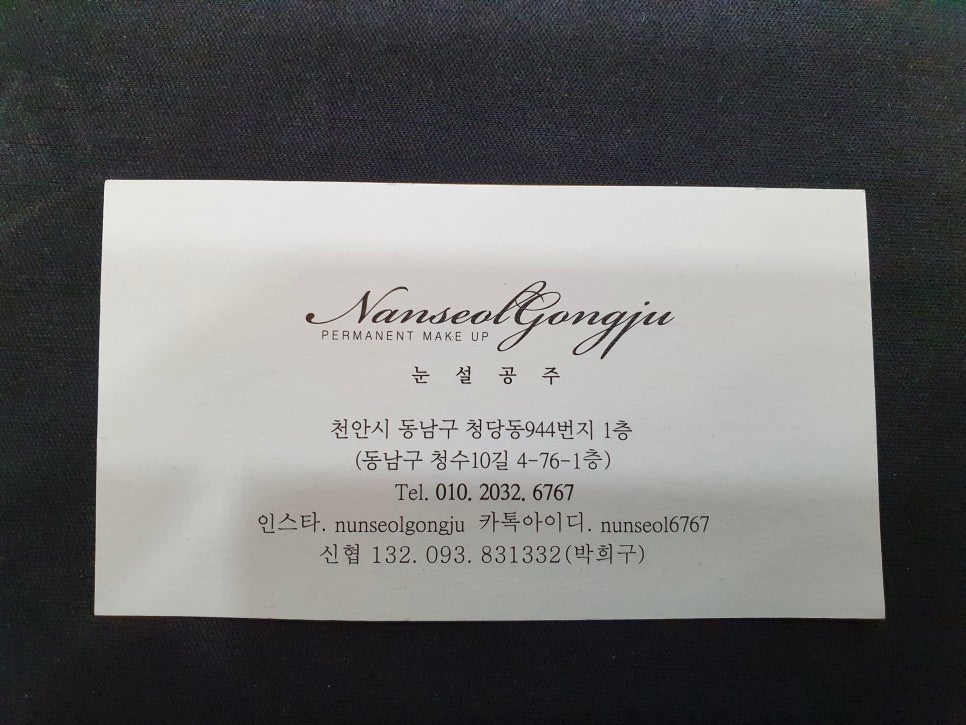 NanseolGongju
PERMANENT MAKE UP
눈설공주
천안시 동남구 청당동944번지 1층
(동남구 청수10길 4-76-1층)
Tel. 010. 2032. 6767
인스타. nunseolgongju 카톡아이디. nunseol6767
신협 132. 093. 831332(박희구)